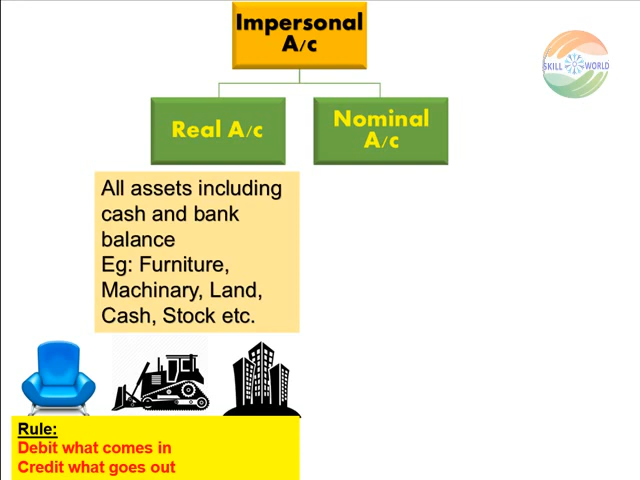 Impersonal
A/c
SKILL WORLD
Real A/c
Nominal
A/c
All assets including
cash and bank
balance
Eg: Furniture,
Machinary, Land,
Cash, Stock etc.
Rule:
Debit what comes in
Credit what goes out